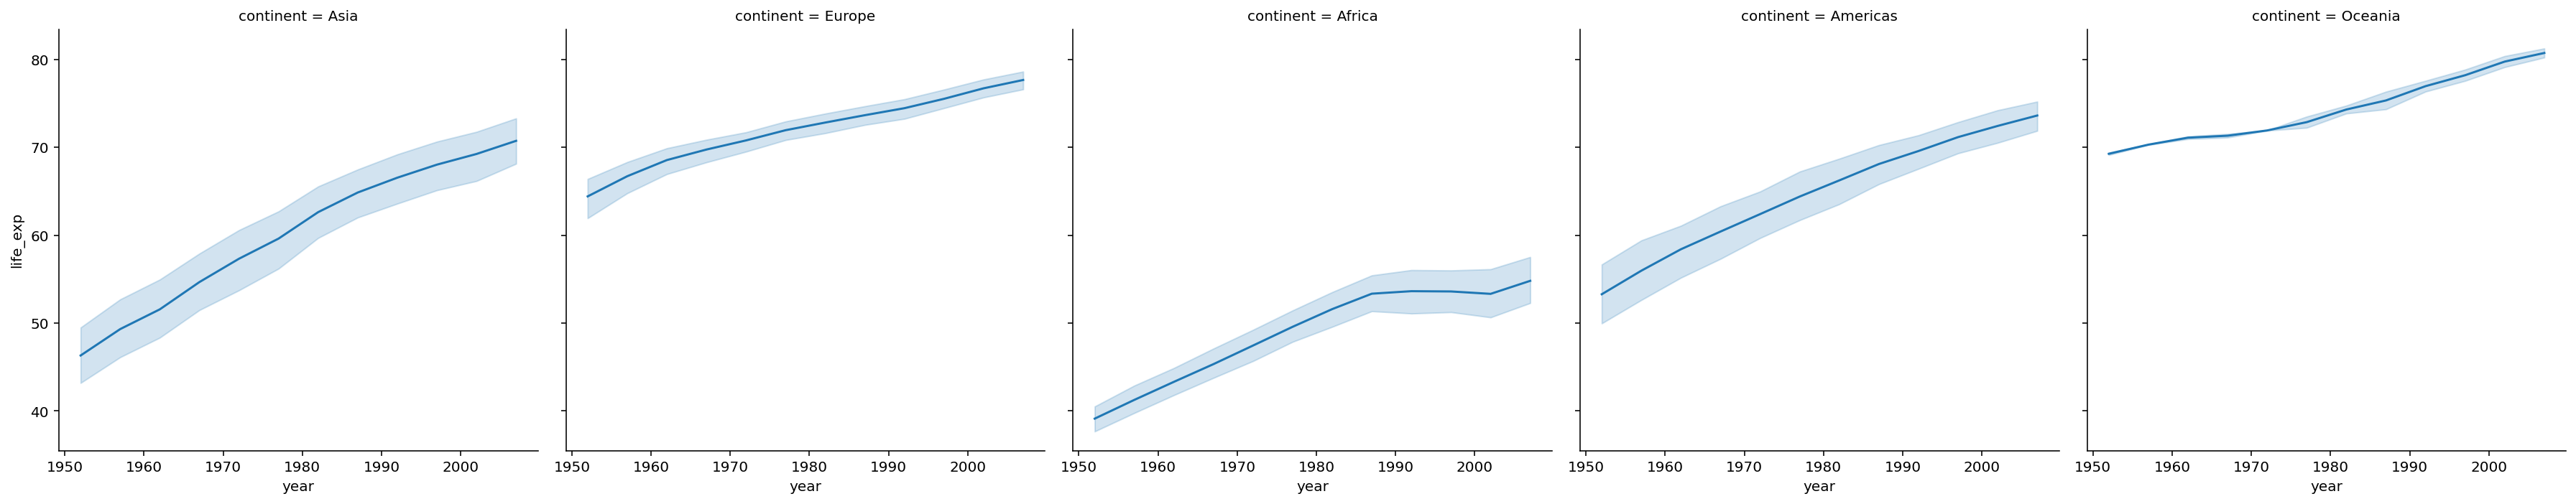 continent = Asia
continent = Europe
continent = Africa
continent = Americas
continent = Oceania
life_exp
80
70
60
50
40
1950 1960 1970 1980 1990 2000
1950 1960 1970 1980 1990 2000
1950 1960 1970 1980 1990 2000
1950 1960 1970 1980 1990 2000
1950 1960 1970 1980 1990 2000
year
year
year
year
year